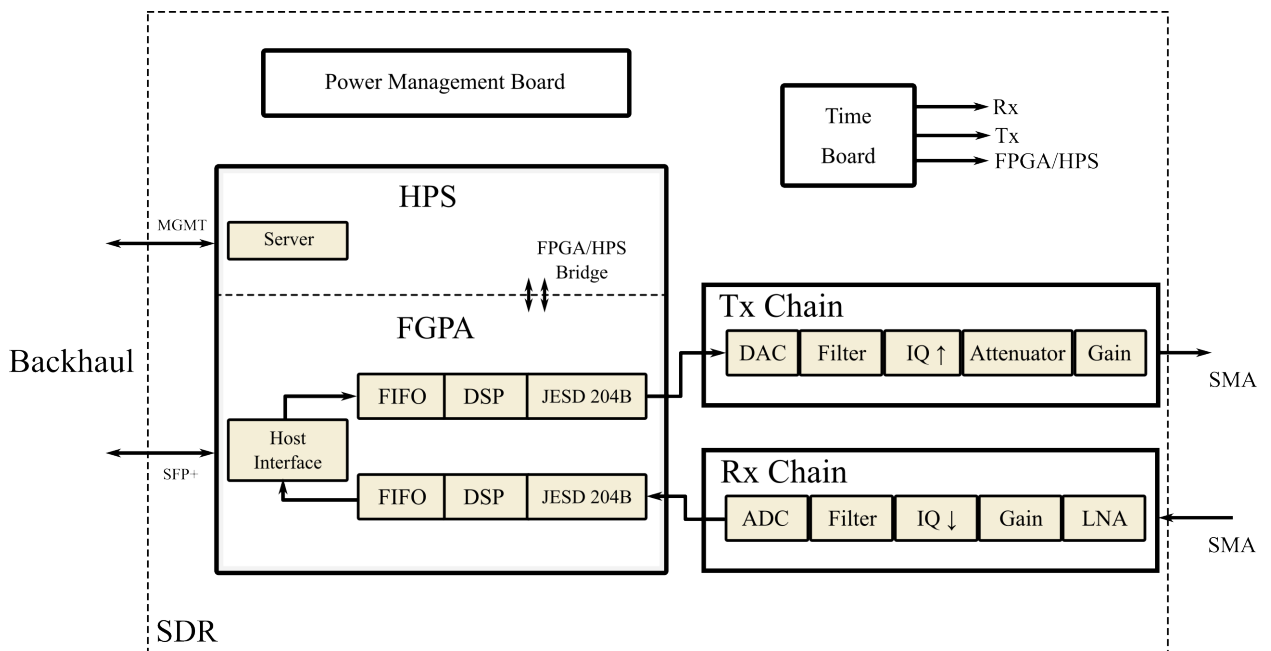 Power Management Board
Time
Board
Rx
Tx
FPGA/HPS
HPS
MGMT
Server
FPGA/HPS
Bridge
FGPA
Backhaul
FIFO
DSP
JESD 204B
Host
Interface
SFP+
FIFO
DSP
JESD 204B
Tx Chain
DAC
Filter
IQ ↑
Attenuator
Gain
SMA
Rx Chain
ADC
Filter
IQ ↓
Gain
LNA
SMA
SDR